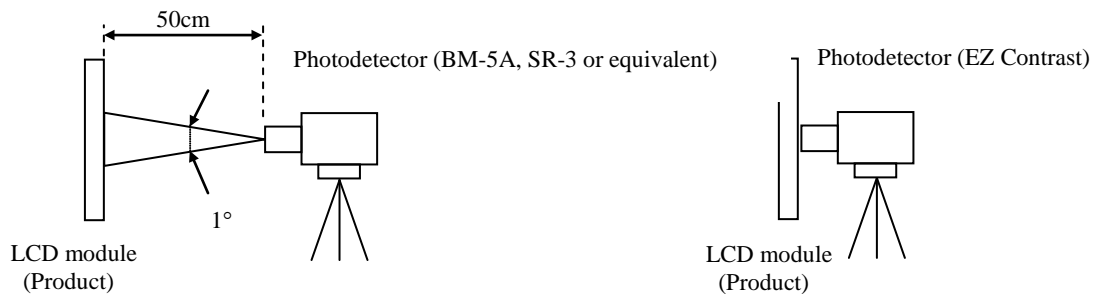 50cm
Photodetector (BM-5A, SR-3 or equivalent)
1°
LCD module
(Product)
Photodetector (EZ Contrast)
LCD module
(Product)